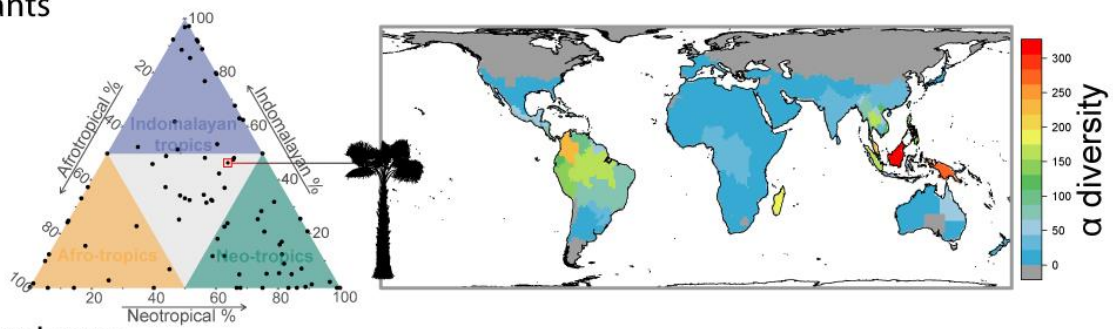 ants
100
80
60
40
20
Indomalayan %
20
40
60
80
100
Afrotropical %
Indomalayan
tropics
Afro-tropics
Neo-tropics
20 40 60 80 100
Neotropical %
300
250
200
150
100
50
0
α diversity